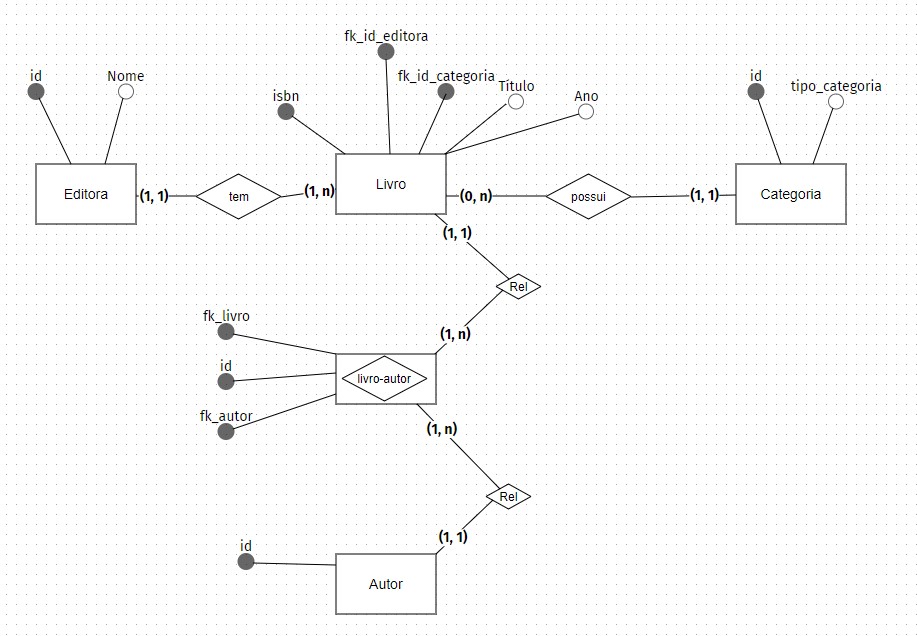 fk_id_editora
id
Nome
isbn
fk_id_categoria
Título
Ano
id
tipo_categoria
Editora
(1, 1)
tem
(1, n)
Livro
(0, n)
possui
(1, 1)
Categoria
(1, 1)
Rel
(1, n)
fk_livro
id
fk_autor
livro-autor
(1, n)
Rel
(1, 1)
id
Autor